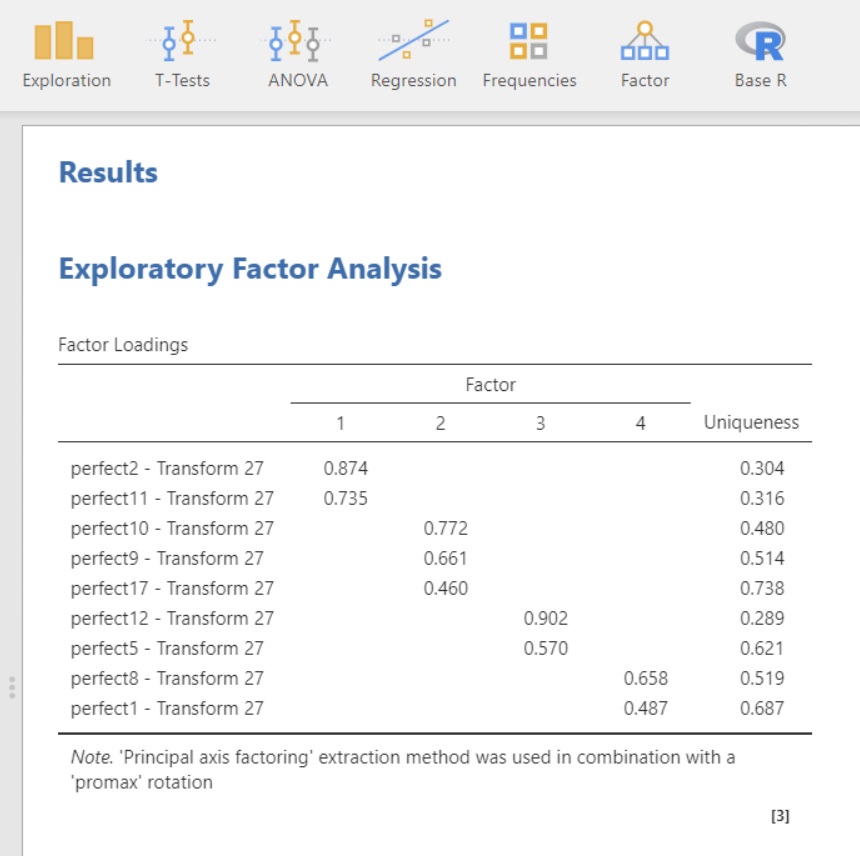 Exploration T-Tests ANOVA Regression Frequencies Factor Base R
Results
Exploratory Factor Analysis
Factor Loadings
Factor
1 2 3 4 Uniqueness
perfect2 - Transform 27 0.874 0.304
perfect11 - Transform 27 0.735 0.316
perfect10 - Transform 27 0.772 0.480
perfect9 - Transform 27 0.661 0.514
perfect17 - Transform 27 0.460 0.738
perfect12 - Transform 27 0.902 0.289
perfect5 - Transform 27 0.570 0.621
perfect8 - Transform 27 0.658 0.519
perfect1 - Transform 27 0.487 0.687
Note. 'Principal axis factoring' extraction method was used in combination with a
'promax' rotation
[3]